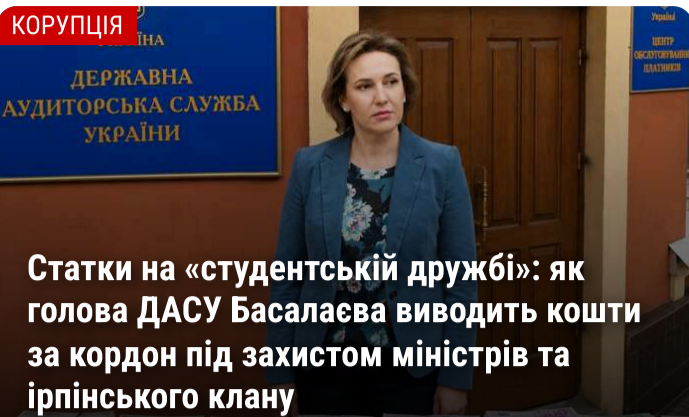 КОРУПЦІЯ
УКРАЇНА
ДЕРЖАВНА
АУДИТОРСЬКА СЛУЖБА
УКРАЇНИ
Україні
ЦЕНТР
ОБСЛУГОВУВАННЯ
ПЛАТНИКІВ
Статки на «студентській дружбі»: як
голова ДАСУ Басалаєва виводить кошти
за кордон під захистом міністрів та
ірпінського клану